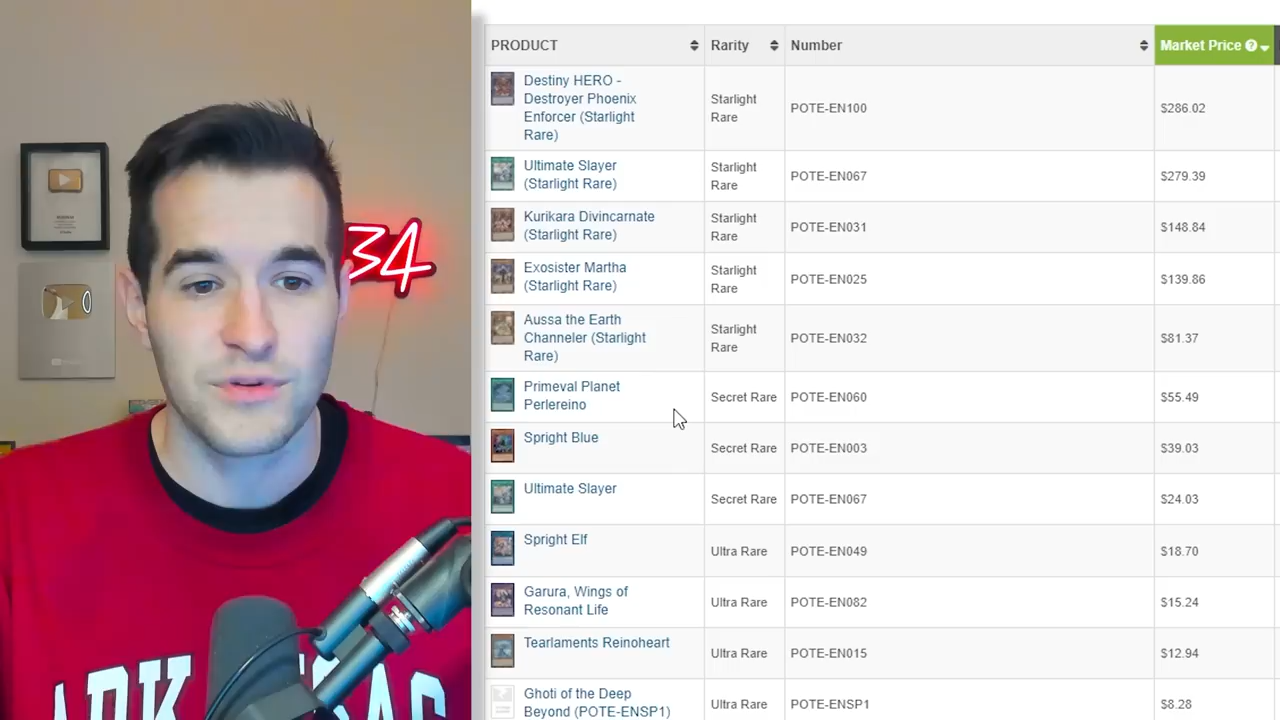 PRODUCT Rarity Number Market Price
Destiny HERO -
Destroyer Phoenix
Enforcer (Starlight
Rare)
Starlight
Rare
POTE-EN100
$286.02
Ultimate Slayer
(Starlight Rare)
Starlight
Rare
POTE-EN067
$279.39
Kurikara Divincarnate
(Starlight Rare)
Starlight
Rare
POTE-EN031
$148.84
Exosister Martha
(Starlight Rare)
Starlight
Rare
POTE-EN025
$139.86
Aussa the Earth
Channeler (Starlight
Rare)
Starlight
Rare
POTE-EN032
$81.37
Primeval Planet
Perlereino
Secret Rare
POTE-EN060
$55.49
Spright Blue
Secret Rare
POTE-EN003
$39.03
Ultimate Slayer
Secret Rare
POTE-EN067
$24.03
Spright Elf
Ultra Rare
POTE-EN049
$18.70
Garura, Wings of
Resonant Life
Ultra Rare
POTE-EN082
$15.24
Tearlaments Reinoheart
Ultra Rare
POTE-EN015
$12.94
Ghoti of the Deep
Beyond (POTE-ENSP1)
Ultra Rare
POTE-ENSP1
$8.28
34